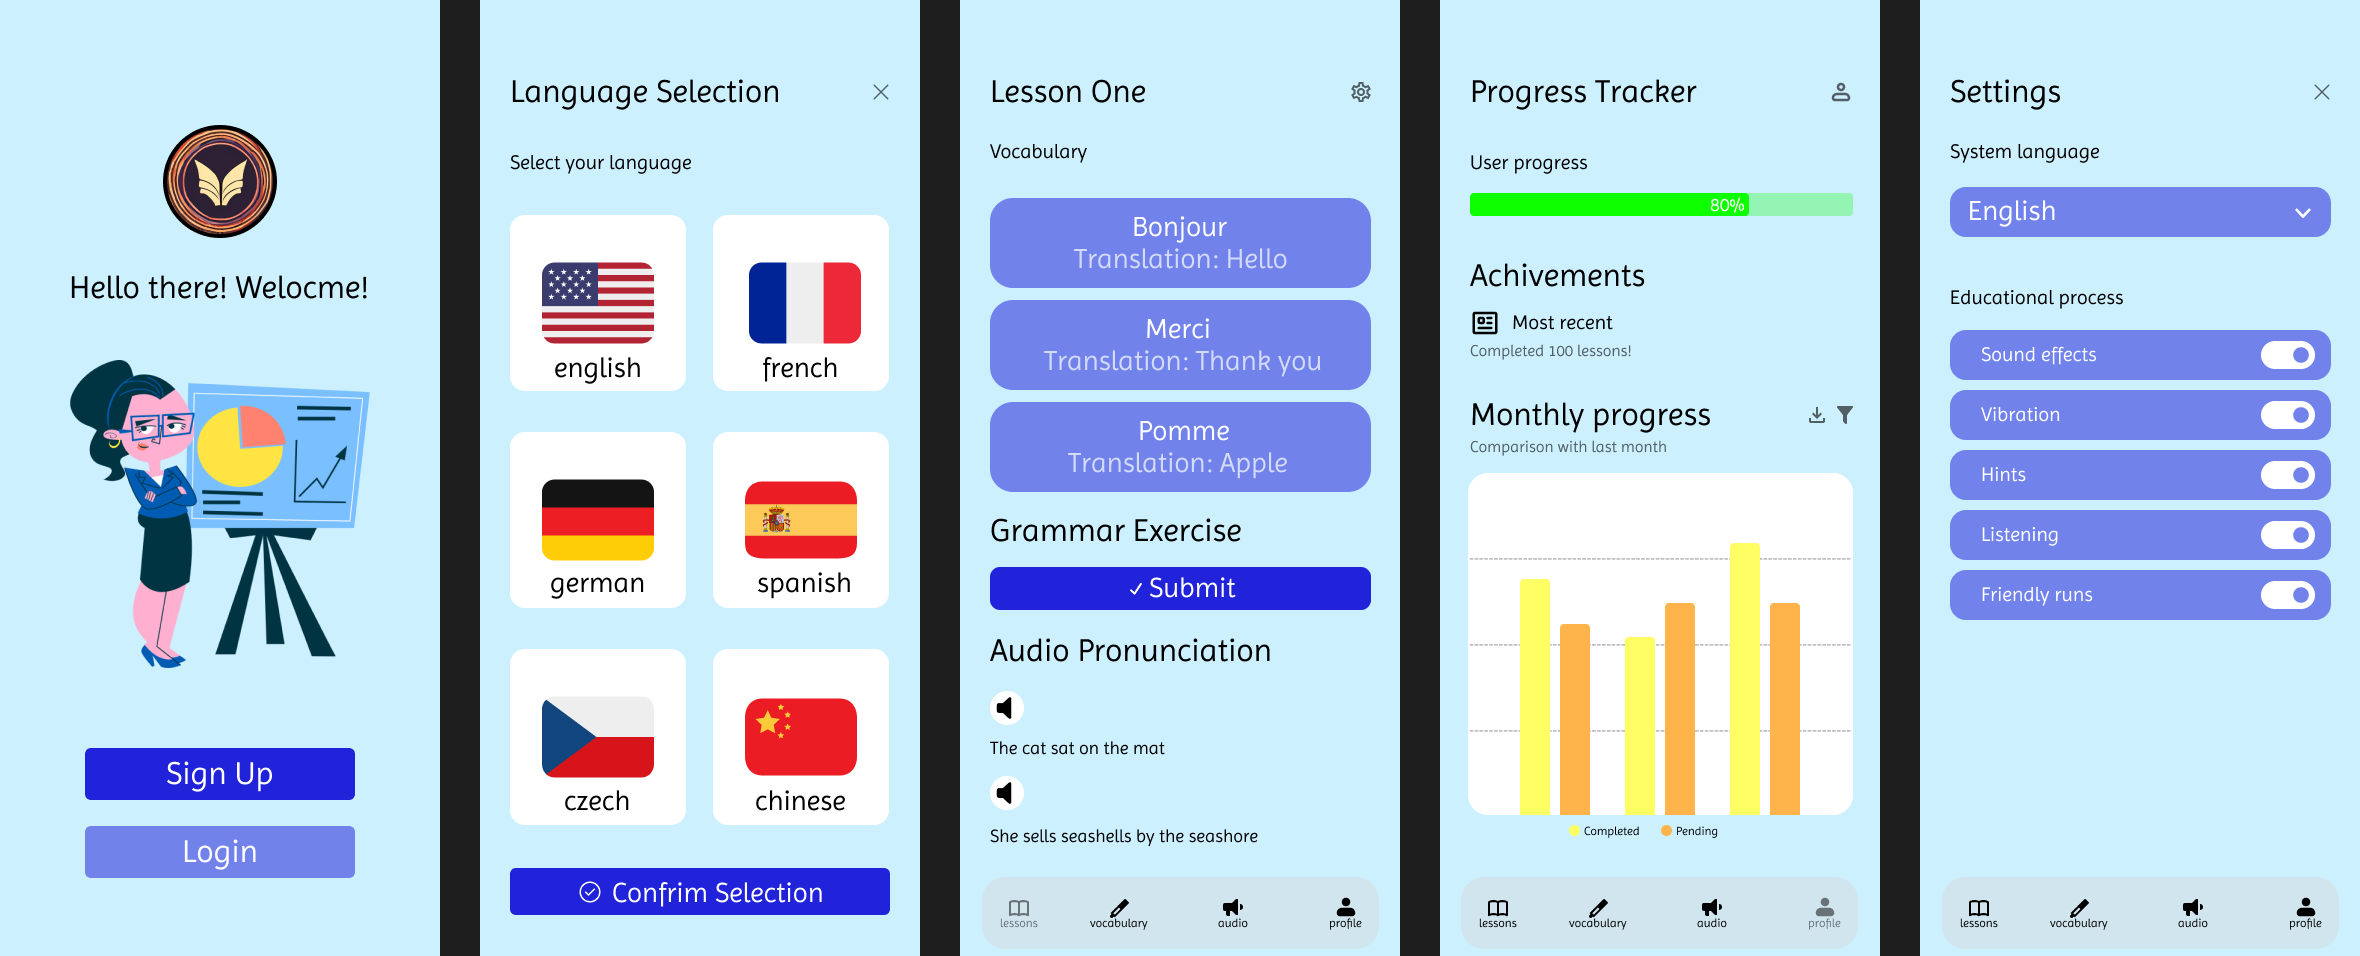 Hello there! Welocme!
Sign Up
Login
Language Selection
Select your language
english
french
german
spanish
czech
chinese
Confrim Selection
Lesson One
Vocabulary
Bonjour
Translation: Hello
Merci
Translation: Thank you
Pomme
Translation: Apple
Grammar Exercise
Submit
Audio Pronunciation
The cat sat on the mat
She sells seashells by the seashore
lessons
vocabulary
audio
profile
Progress Tracker
User progress
80%
Achivements
Most recent
Completed 100 lessons!
Monthly progress
Comparison with last month
Completed
Pending
lessons
vocabulary
audio
profile
Settings
System language
English
Educational process
Sound effects
Vibration
Hints
Listening
Friendly runs
lessons
vocabulary
audio
profile